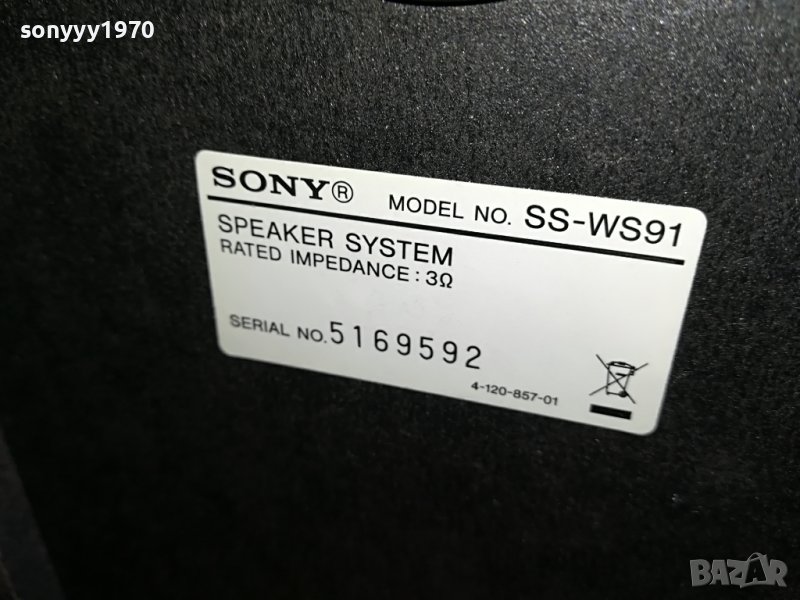 sonyyy1970
SONY® MODEL NO. SS-WS91
SPEAKER SYSTEM
RATED IMPEDANCE : 3Ω
SERIAL NO. 5169592
4-120-857-01
BAZAR